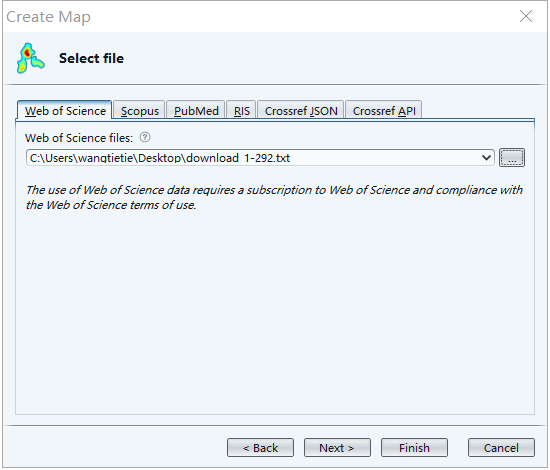 Create Map
Select file
Web of Science Scopus PubMed RIS Crossref JSON Crossref API
Web of Science files: ?
C:\Users\wangtietie\Desktop\download 1-292.txt ...
The use of Web of Science data requires a subscription to Web of Science and compliance with
the Web of Science terms of use.
< Back Next > Finish Cancel